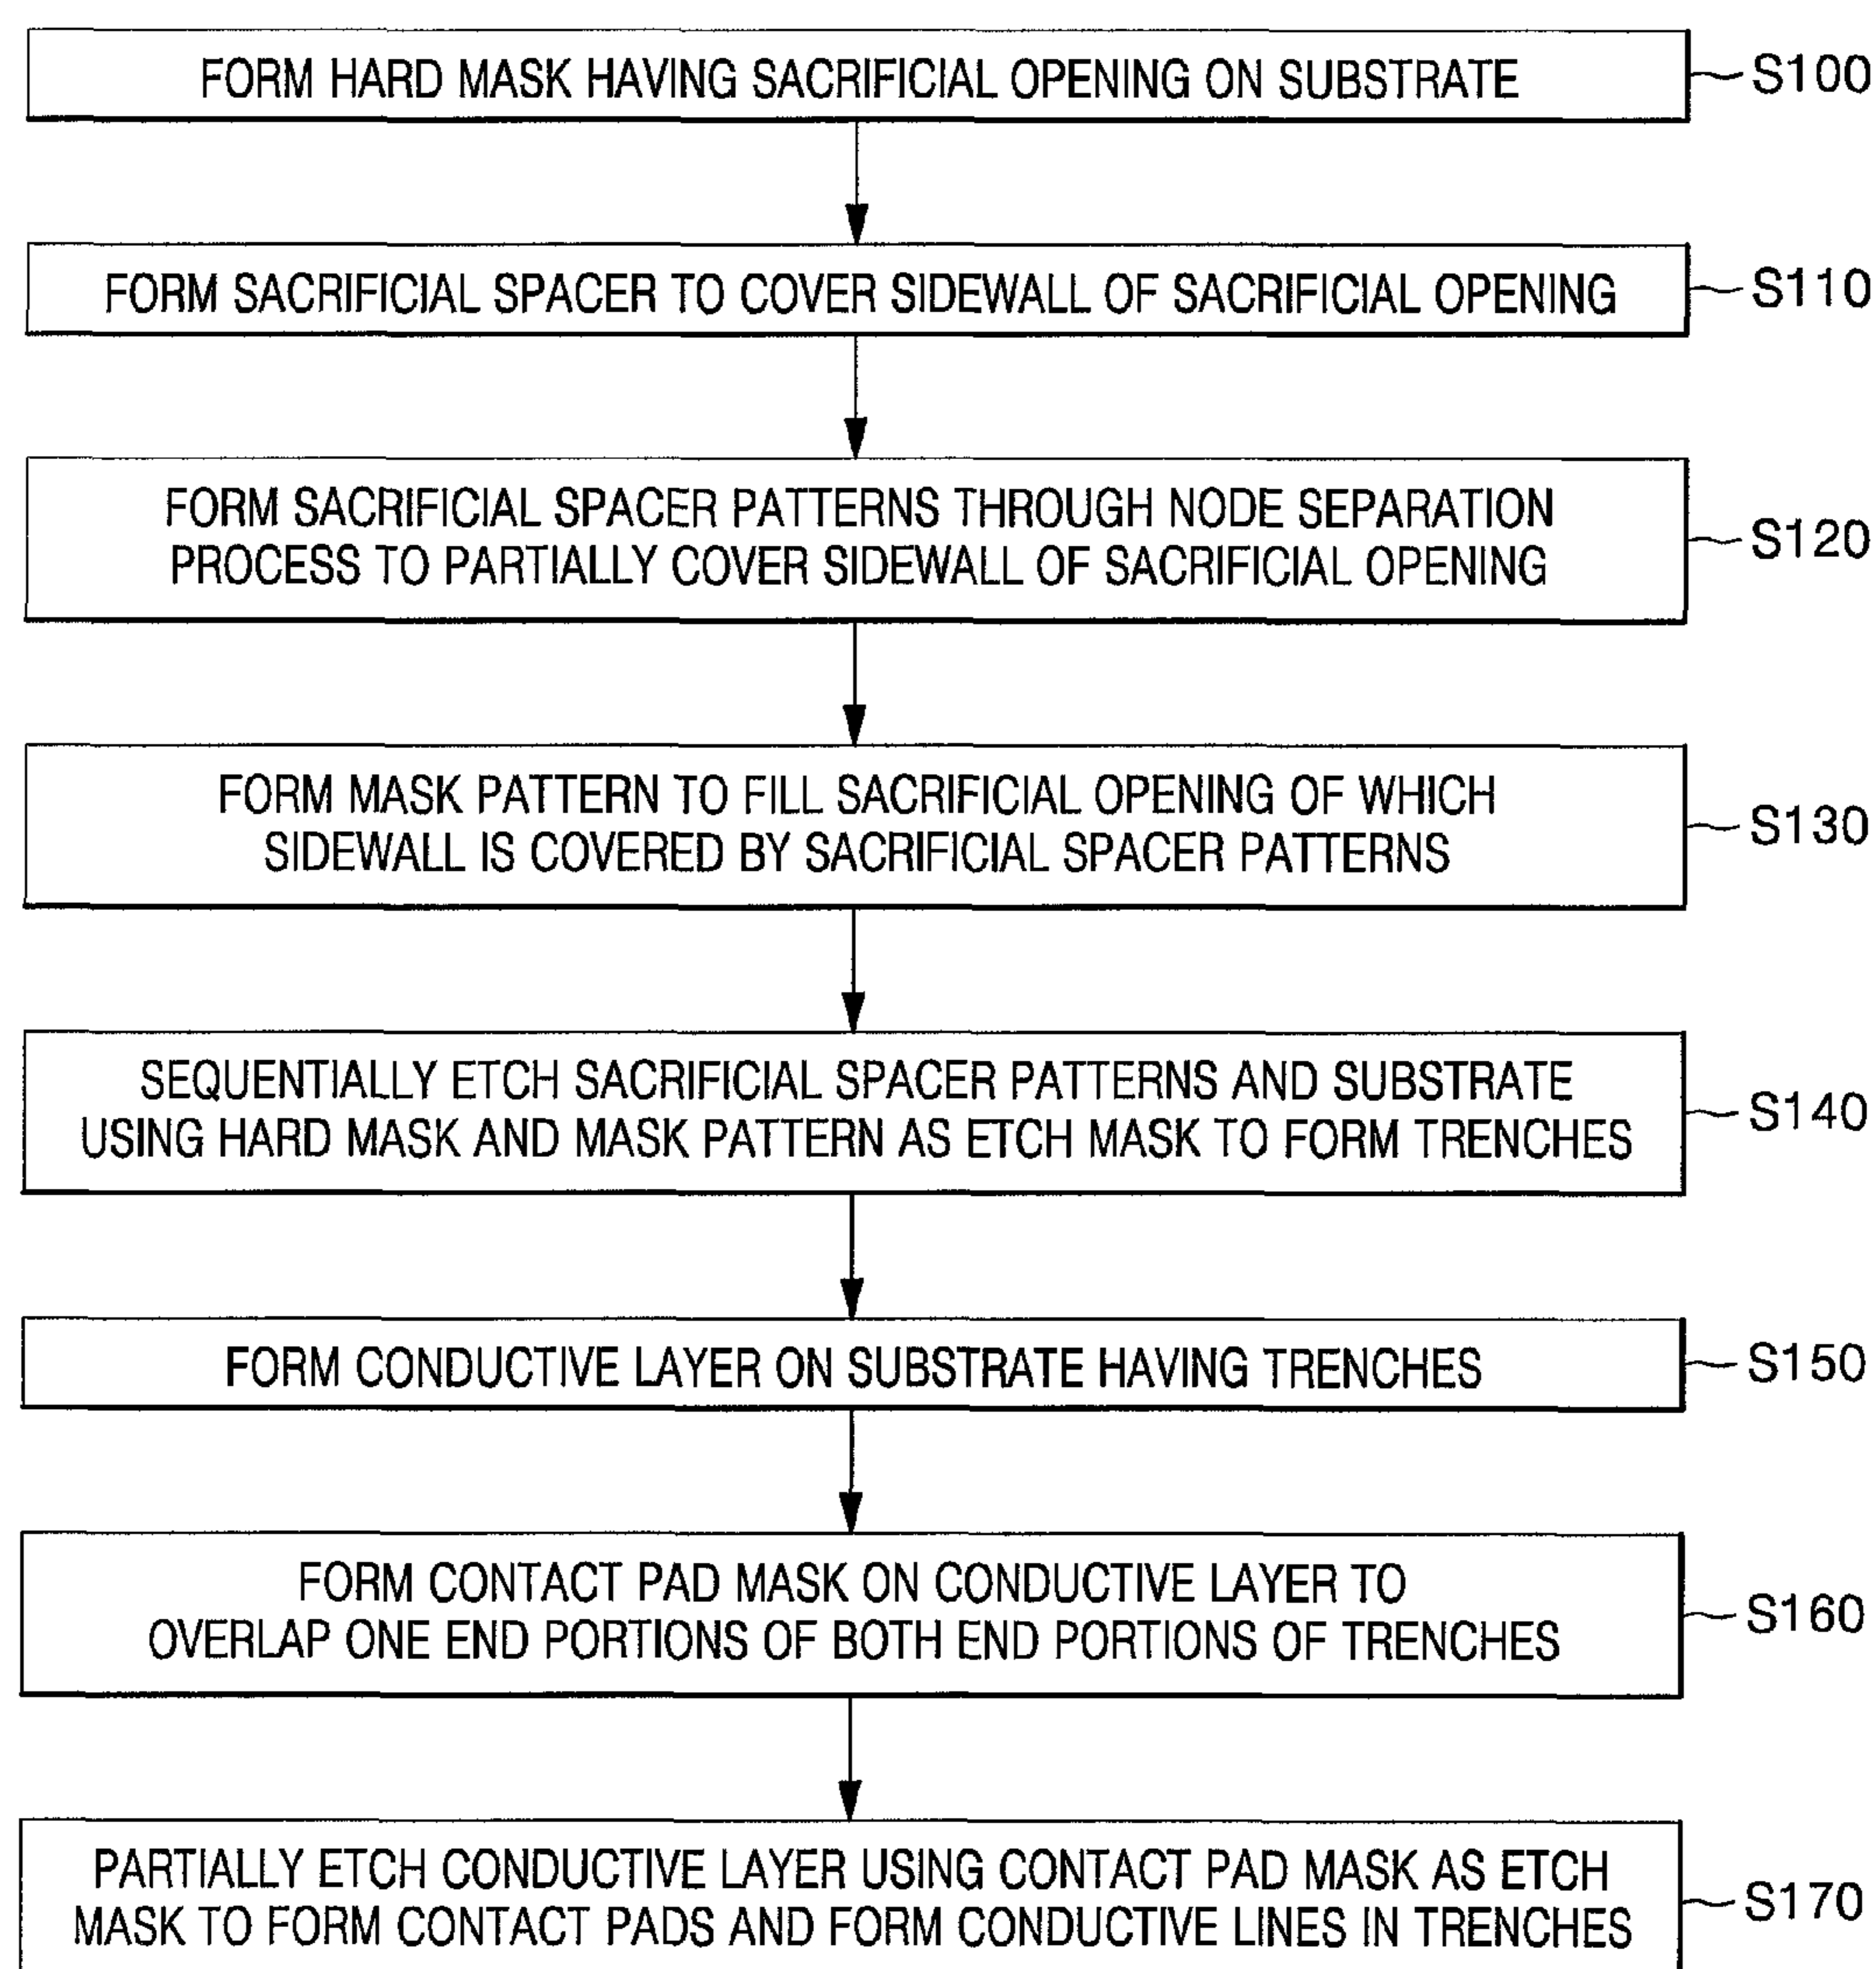 FORM HARD MASK HAVING SACRIFICIAL OPENING ON SUBSTRATE
S100
FORM SACRIFICIAL SPACER TO COVER SIDEWALL OF SACRIFICIAL OPENING
S110
FORM SACRIFICIAL SPACER PATTERNS THROUGH NODE SEPARATION
PROCESS TO PARTIALLY COVER SIDEWALL OF SACRIFICIAL OPENING
S120
FORM MASK PATTERN TO FILL SACRIFICIAL OPENING OF WHICH
SIDEWALL IS COVERED BY SACRIFICIAL SPACER PATTERNS
S130
SEQUENTIALLY ETCH SACRIFICIAL SPACER PATTERNS AND SUBSTRATE
USING HARD MASK AND MASK PATTERN AS ETCH MASK TO FORM TRENCHES
S140
FORM CONDUCTIVE LAYER ON SUBSTRATE HAVING TRENCHES
S150
FORM CONTACT PAD MASK ON CONDUCTIVE LAYER TO
OVERLAP ONE END PORTIONS OF BOTH END PORTIONS OF TRENCHES
S160
PARTIALLY ETCH CONDUCTIVE LAYER USING CONTACT PAD MASK AS ETCH
MASK TO FORM CONTACT PADS AND FORM CONDUCTIVE LINES IN TRENCHES
S170